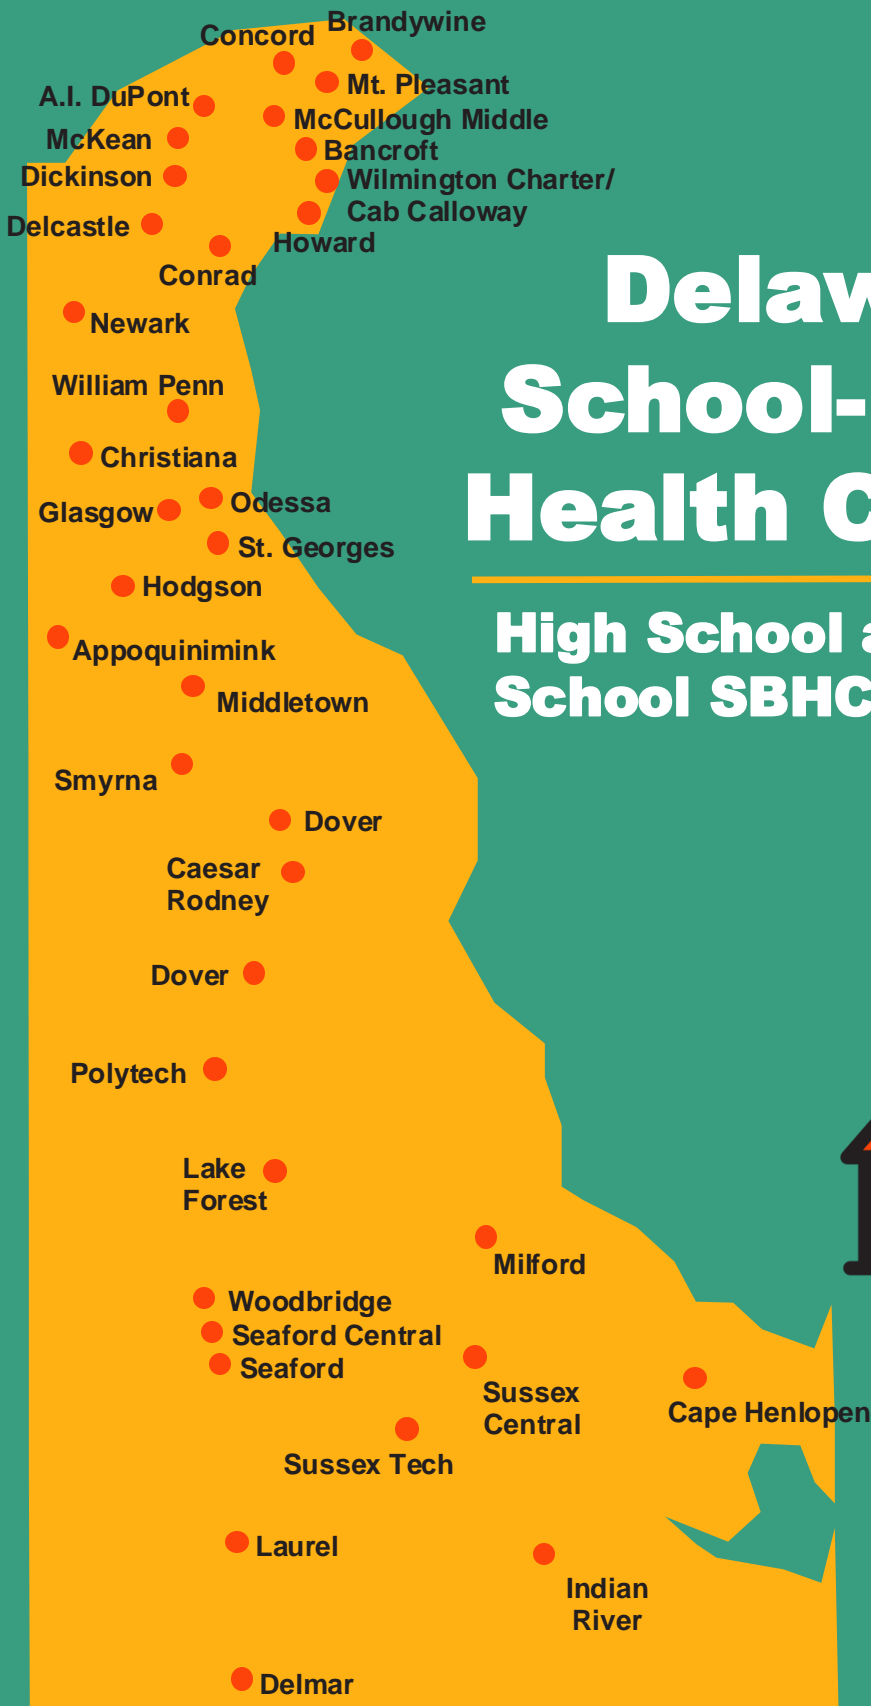 Brandywine
Concord
Mt. Pleasant
A.I. DuPont
McCullough Middle
McKean
Bancroft
Dickinson
Wilmington Charter/
Cab Calloway
Delcastle
Howard
Conrad
Newark
William Penn
Christiana
Odessa
Glasgow
St. Georges
Hodgson
Appoquinimink
Middletown
Smyrna
Dover
Caesar
Rodney
Dover
Polytech
Lake
Forest
Milford
Woodbridge
Seaford Central
Seaford
Sussex
Central
Cape Henlopen
Sussex Tech
Laurel
Indian
River
Delmar
Delaw
School-
Health C
High School a
School SBHC